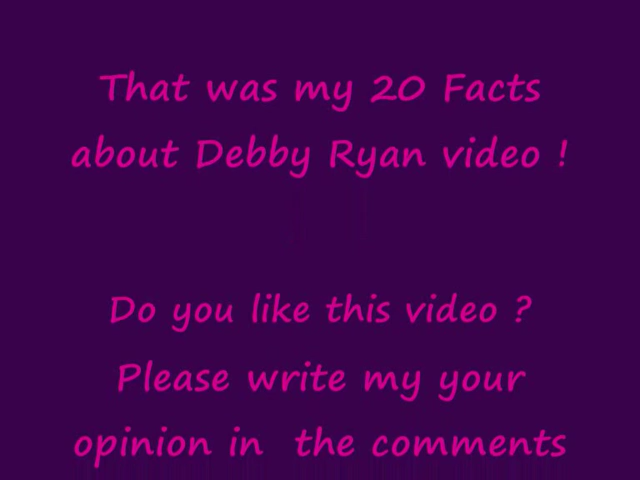 That was my 20 Facts
about Debby Ryan video !
Do you like this video ?
Please write my your
opinion in the comments